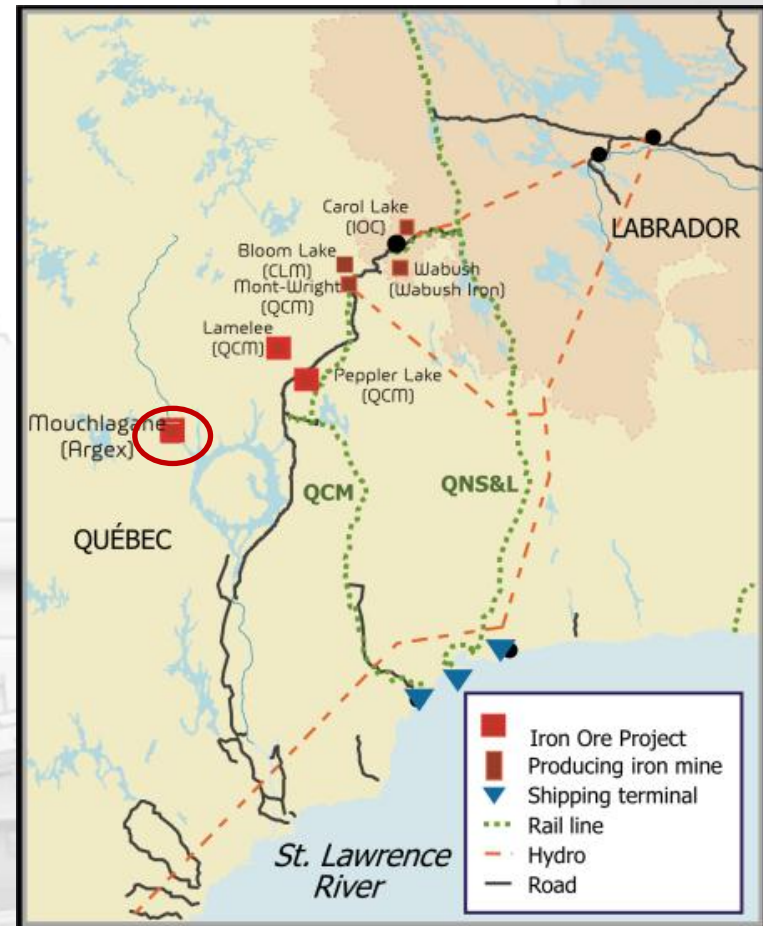 Carol Lake
(IOC)
LABRADOR
Bloom Lake
(CLM)
Wabush
(Wabush Iron)
Mont-Wright
(QCM)
Lamelee
(QCM)
Peppler Lake
(QCM)
Mouchlagane
(Argex)
QCM
QNS&L
QUÉBEC
St. Lawrence
River
Iron Ore Project
Producing iron mine
Shipping terminal
Rail line
Hydro
Road